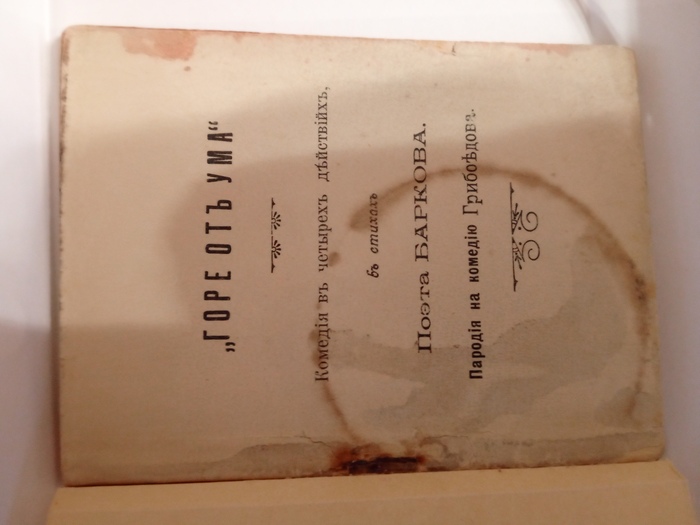 „ГОРЕ ОТЪ УМА“
Комедія въ четырехъ дѣйствіяхъ,
въ стихахъ
Поэта БАРКОВА.
Пародія на комедію Грибоѣдова.